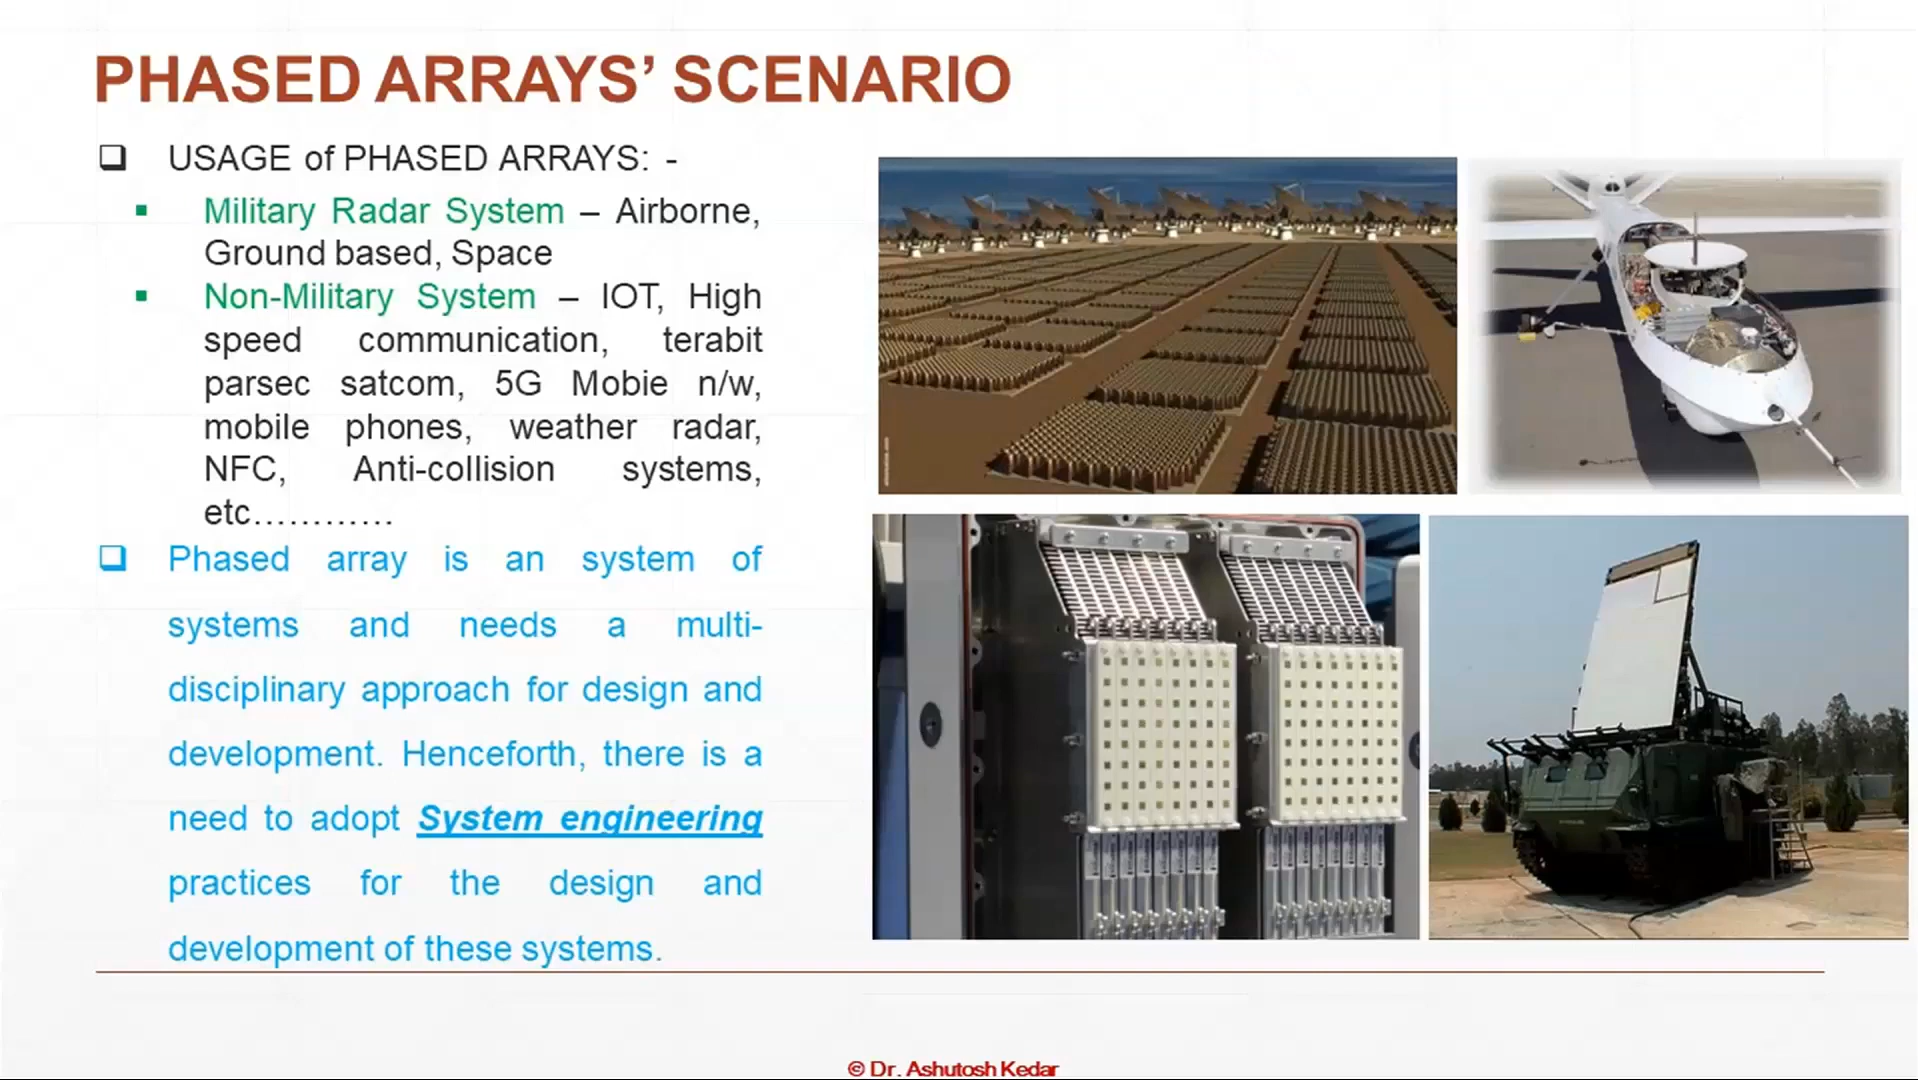 PHASED ARRAYS’ SCENARIO
USAGE of PHASED ARRAYS: -
Military Radar System – Airborne,
Ground based, Space
Non-Military System – IOT, High
speed communication, terabit
parsec satcom, 5G Mobie n/w,
mobile phones, weather radar,
NFC, Anti-collision systems,
etc…………
Phased array is an system of
systems and needs a multi-
disciplinary approach for design and
development. Henceforth, there is a
need to adopt System engineering
practices for the design and
development of these systems.
© Dr. Ashutosh Kedar